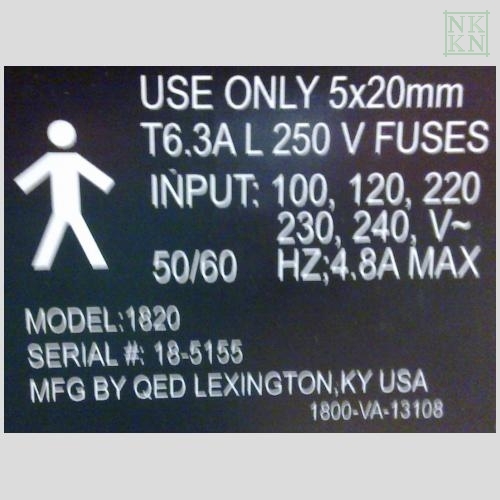 NK
KN
USE ONLY 5x20mm
T6.3A L 250 V FUSES
INPUT: 100, 120, 220
230, 240, V~
50/60 HZ;4.8A MAX
MODEL:1820
SERIAL #: 18-5155
MFG BY QED LEXINGTON,KY USA
1800-VA-13108